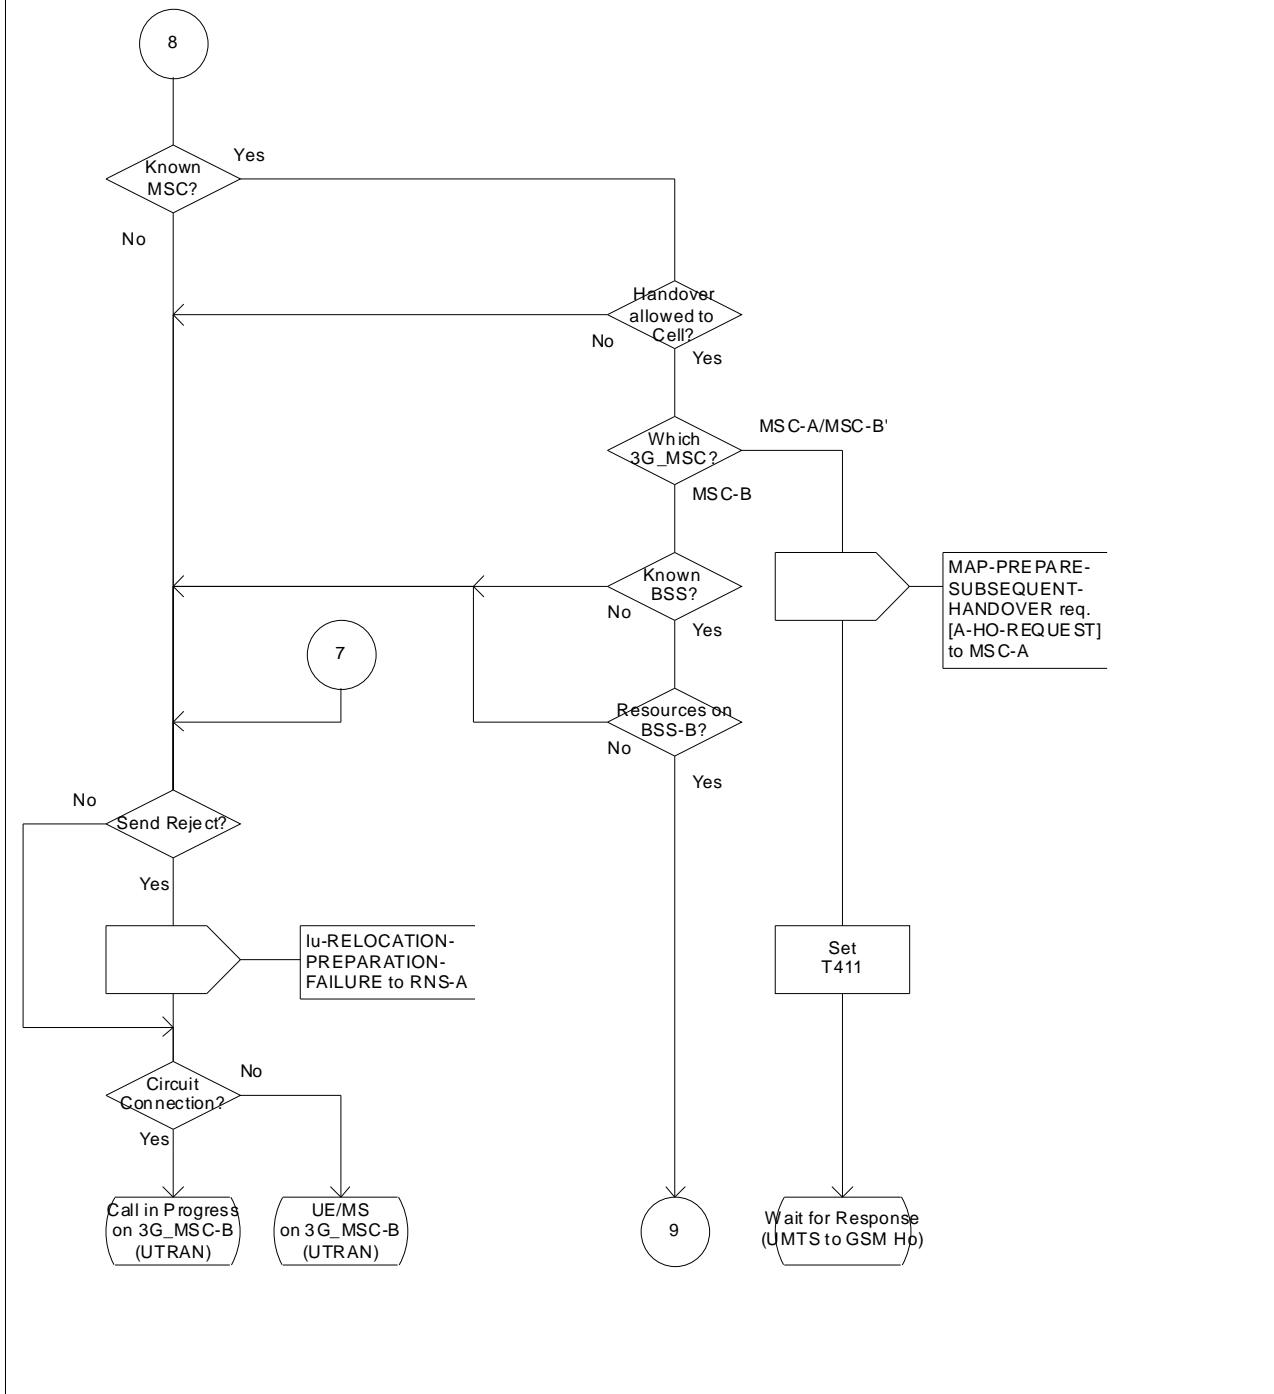 8
Known
MSC?
Yes
No
Handover
allowed to
Cell?
No
Yes
Which
3G_MSC?
MSC-A/MSC-B'
MSC-B
Known
BSS?
No
Yes
MAP-PREPARE-
SUBSEQUENT-
HANDOVER req.
[A-HO-REQUEST]
to MSC-A
7
Resources on
BSS-B?
No
Yes
No
Send Reject?
Yes
Iu-RELOCATION-
PREPARATION-
FAILURE to RNS-A
Set
T411
Circuit
Connection?
No
Yes
Call in Progress
on 3G_MSC-B
(UTRAN)
UE/MS
on 3G_MSC-B
(UTRAN)
9
Wait for Response
(UMTS to GSM Ho)